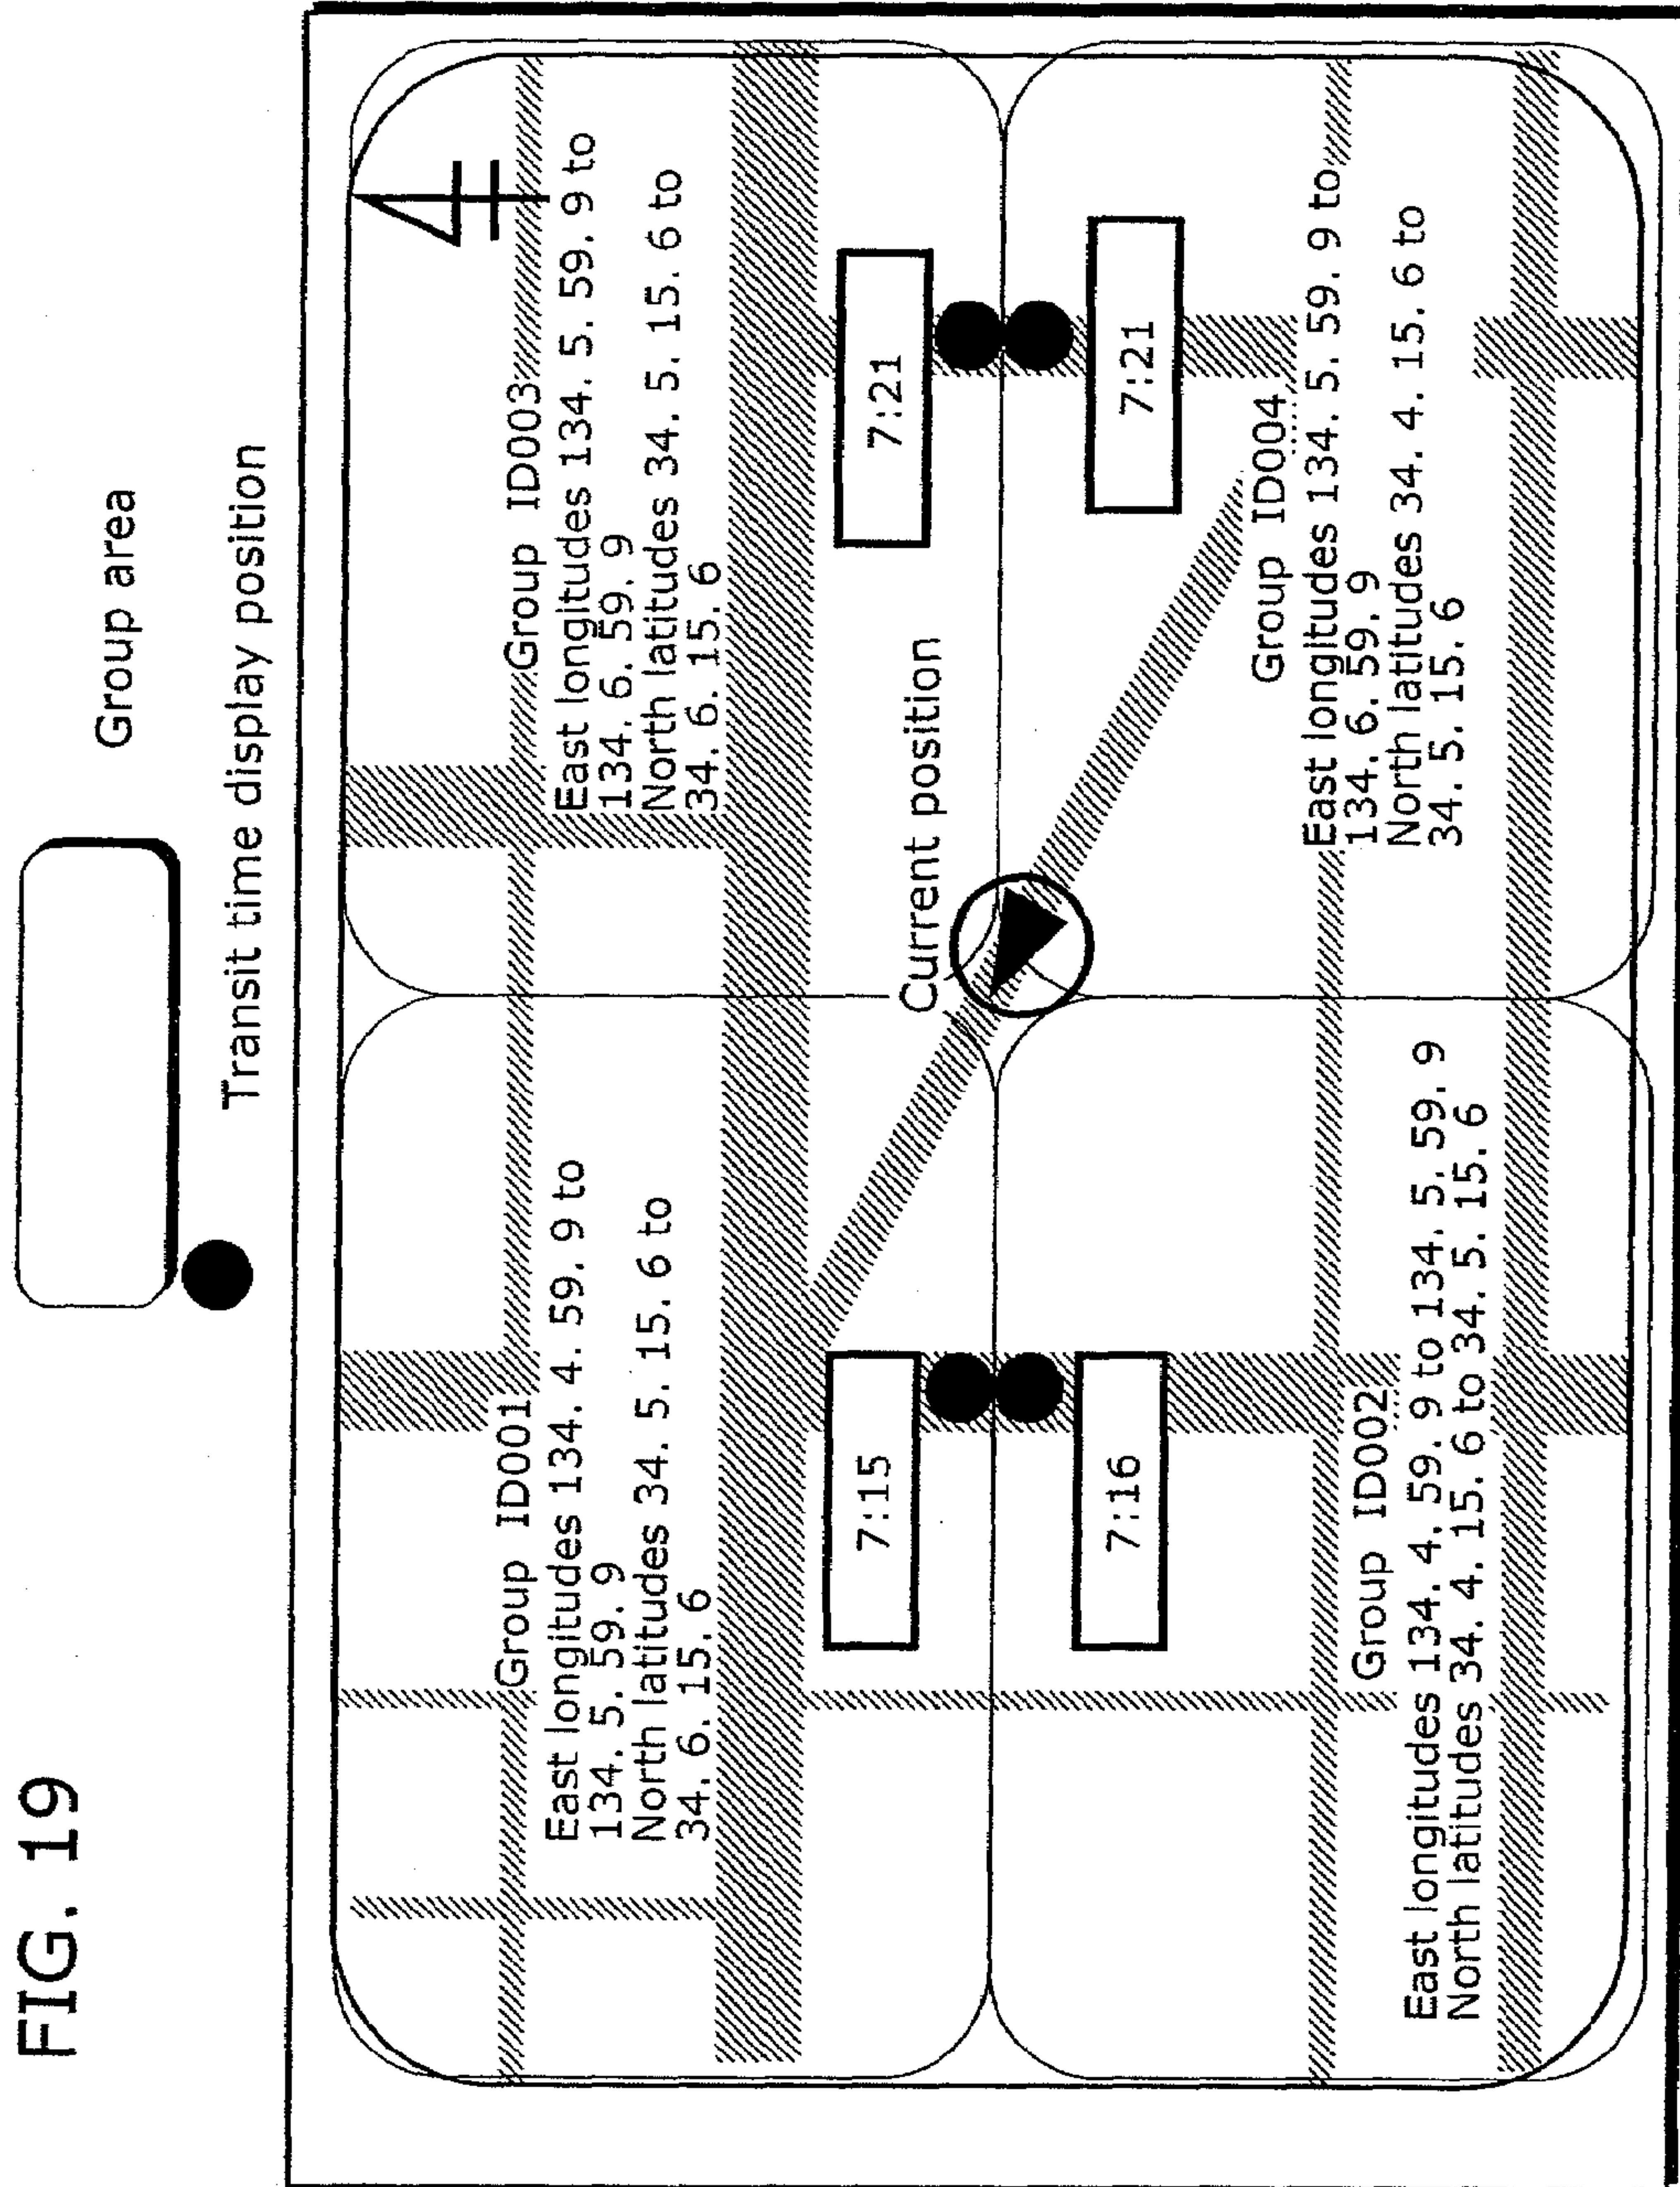 FIG. 19
Group area
Transit time display position
Group ID001
East longitudes 134. 4. 59. 9 to
134. 5. 59. 9
North latitudes 34. 5. 15. 6 to
34. 6. 15. 6
Group ID003
East longitudes 134. 5. 59. 9 to
134. 6. 59. 9
North latitudes 34. 5. 15. 6 to
34. 6. 15. 6
7:15
7:21
Current position
7:16
7:21
Group ID002
East longitudes 134. 4. 59. 9 to 134. 5. 59. 9
North latitudes 34. 4. 15. 6 to 34. 5. 15. 6
Group ID004
East longitudes 134. 5. 59. 9 to
134. 6. 59. 9
North latitudes 34. 4. 15. 6 to
34. 5. 15. 6